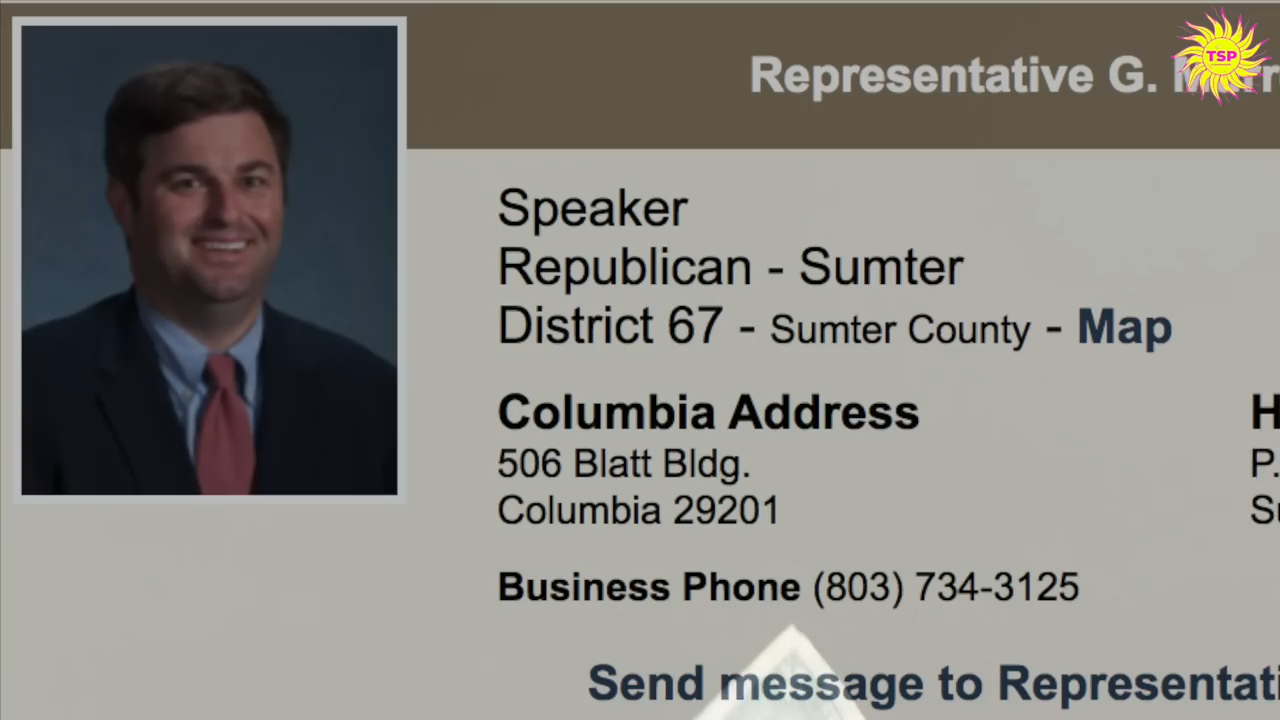 TSP
Representative G.
Speaker
Republican - Sumter
District 67 - Sumter County - Map
Columbia Address
506 Blatt Bldg.
Columbia 29201
H
P.
Business Phone (803) 734-3125
Send message to